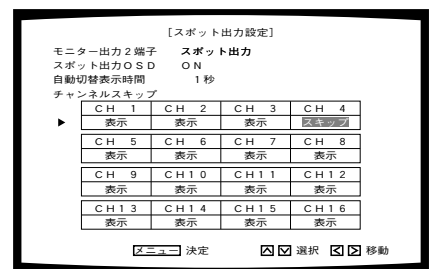 [スポット出力設定]
モニター出力2端子 スポット出力
スポット出力OSD ON
自動切替表示時間 1秒
チャンネルスキップ
CH 1 CH 2 CH 3 CH 4
▶ 表示 表示 表示 スキップ
CH 5 CH 6 CH 7 CH 8
表示 表示 表示 表示
CH 9 CH10 CH11 CH12
表示 表示 表示 表示
CH13 CH14 CH15 CH16
表示 表示 表示 表示
メニュー 決定 選択 移動